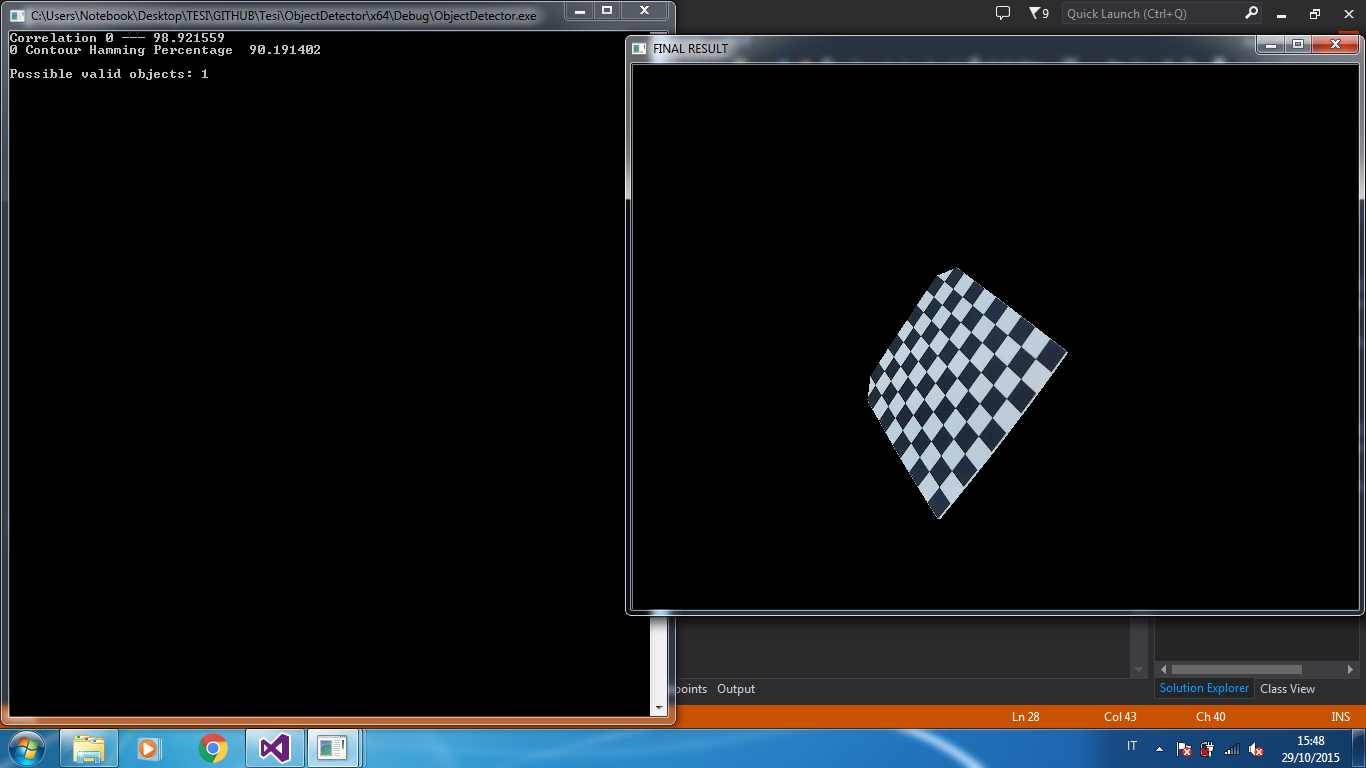 C:\Users\Notebook\Desktop\TESI\GITHUB\Tesi\ObjectDetector\x64\Debug\ObjectDetector.exe
Correlation 0 --- 98.921559
0 Contour Hamming Percentage  90.191402
Possible valid objects: 1
9
Quick Launch (Ctrl+Q)
FINAL RESULT
points Output
Solution Explorer Class View
Ln 28 Col 43 Ch 40 INS
IT
15:48
29/10/2015